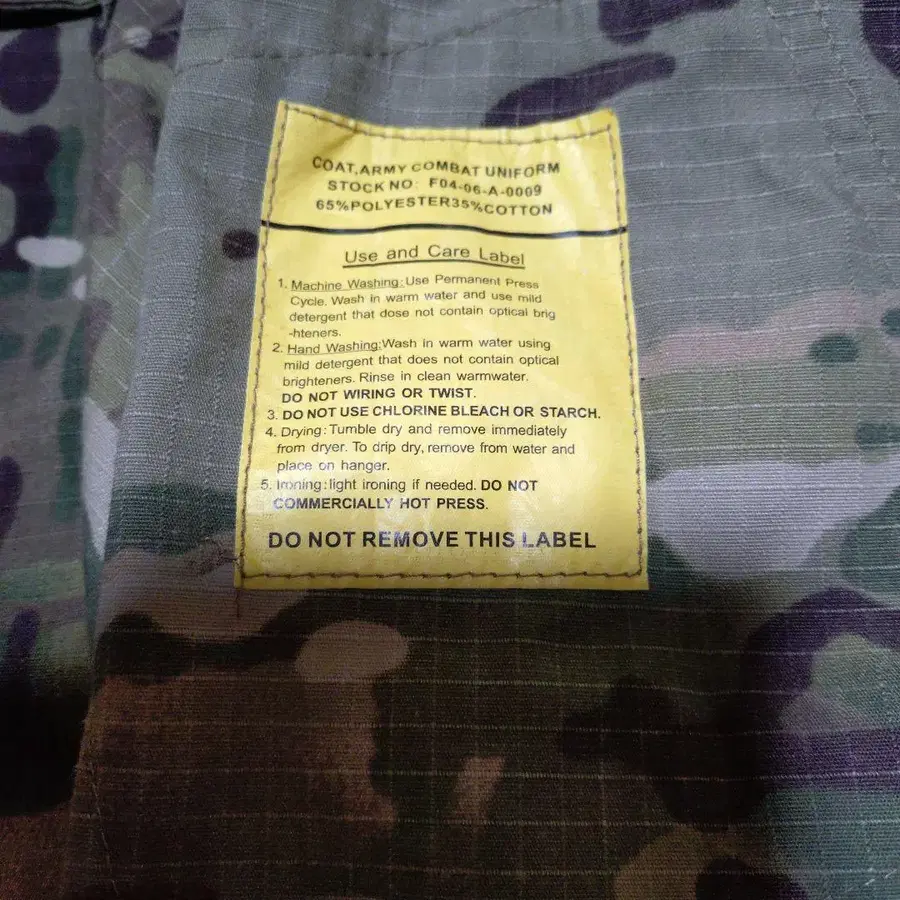 COAT,ARMY COMBAT UNIFORM
STOCK NO: F04-06-A-0009
65%POLYESTER35%COTTON
Use and Care Label
1. Machine Washing:Use Permanent Press
Cycle. Wash in warm water and use mild
detergent that dose not contain optical brig
-hteners.
2. Hand Washing:Wash in warm water using
mild detergent that does not contain optical
brighteners. Rinse in clean warmwater.
DO NOT WIRING OR TWIST.
3. DO NOT USE CHLORINE BLEACH OR STARCH.
4. Drying:Tumble dry and remove immediately
from dryer. To drip dry, remove from water and
place on hanger.
5. Ironing:light ironing if needed. DO NOT
COMMERCIALLY HOT PRESS.
DO NOT REMOVE THIS LABEL